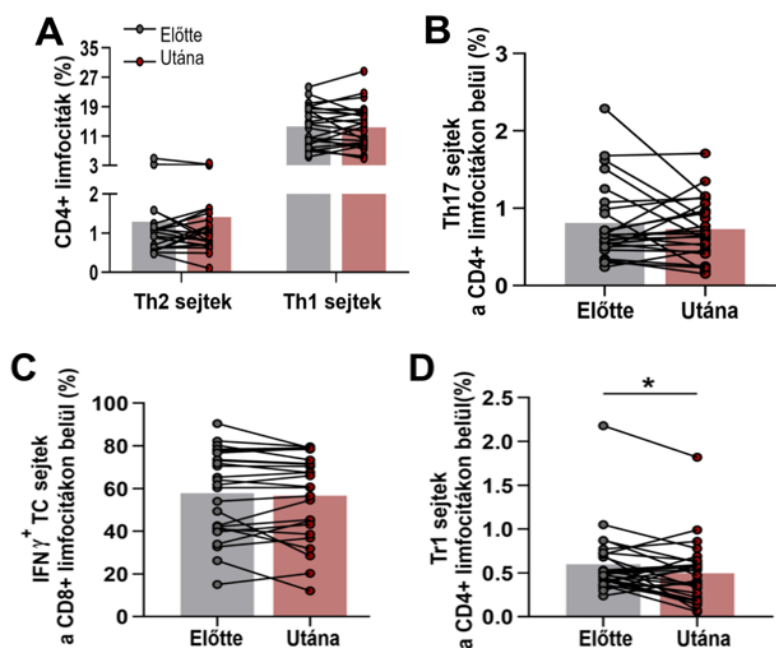 A
Előtte
Utána
CD4+ limfociták (%)
35
27
19
11
3
2
1
0
Th2 sejtek
Th1 sejtek
B
Th17 sejtek
a CD4+ limfocitákon belül (%)
3
2
1
0
Előtte
Utána
C
IFNγ+ TC sejtek
a CD8+ limfocitákon belül (%)
100
80
60
40
20
0
Előtte
Utána
D
Tr1 sejtek
a CD4+ limfocitákon belül(%)
2.5
2.0
1.5
1.0
0.5
0.0
*
Előtte
Utána